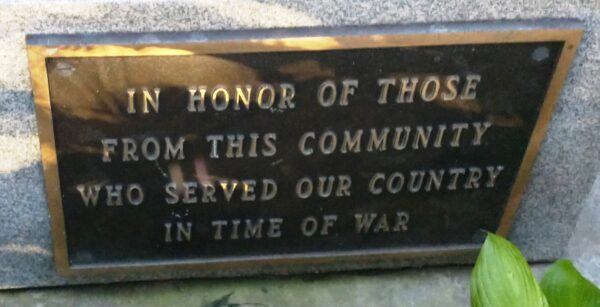 IN HONOR OF THOSE
FROM THIS COMMUNITY
WHO SERVED OUR COUNTRY
IN TIME OF WAR